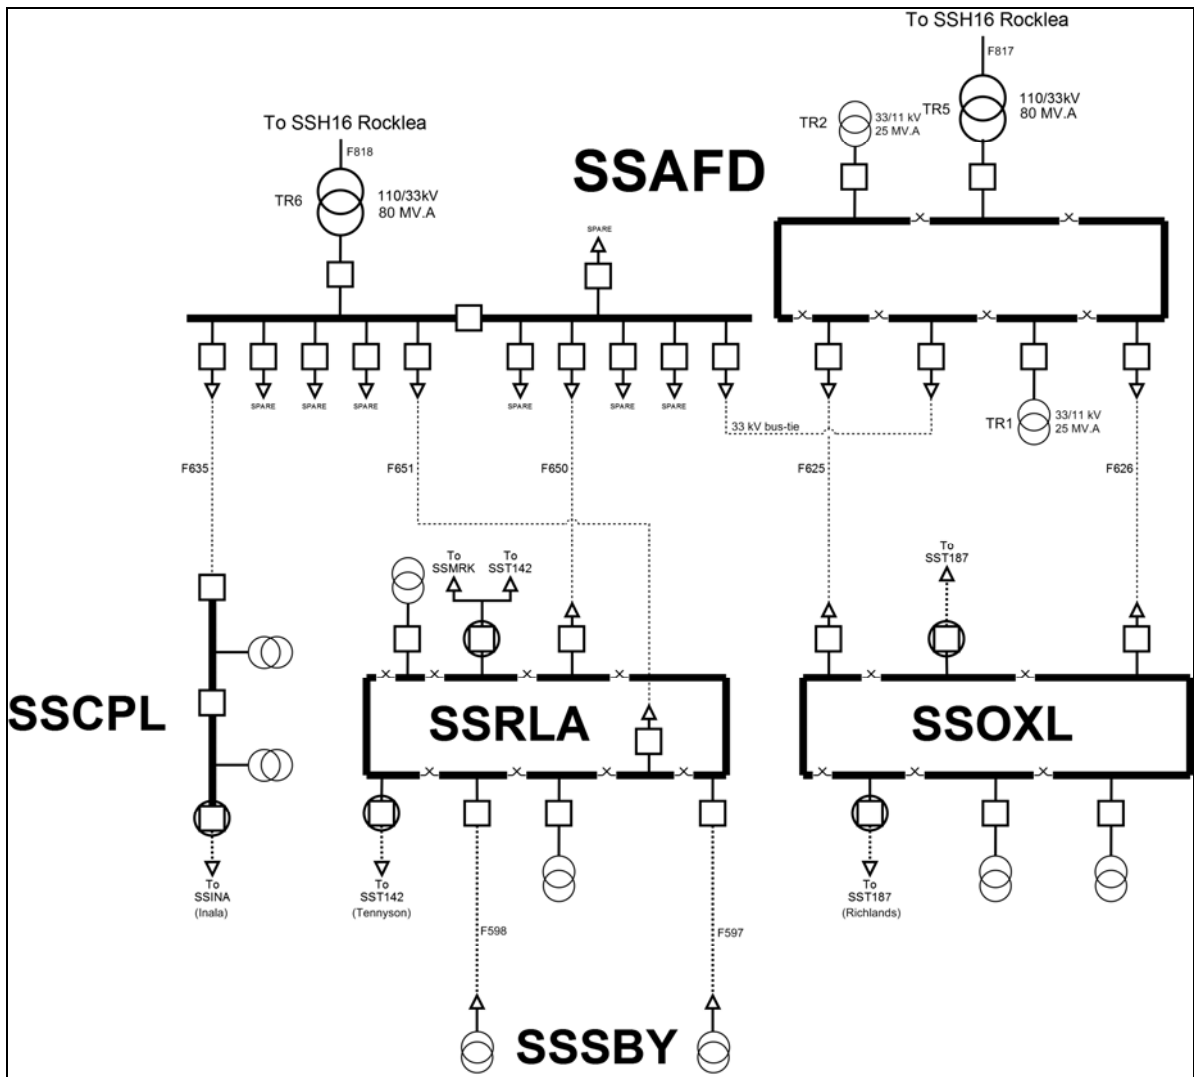 To SSH16 Rocklea
F817
TR2
33/11 kV
25 MV.A
TR5
110/33kV
80 MV.A
To SSH16 Rocklea
F818
SSAFD
TR6
110/33kV
80 MV.A
SPARE
SPARE
SPARE
SPARE
SPARE
SPARE
SPARE
SPARE
33 kV bus-tie
TR1
33/11 kV
25 MV.A
F635
F651
F650
F625
F626
To
SSMRK
To
SST142
To
SST187
SSCPL
SSRLA
SSOXL
To
SSINA
(Inala)
To
SST142
(Tennyson)
To
SST187
(Richlands)
F598
F597
SSSBY